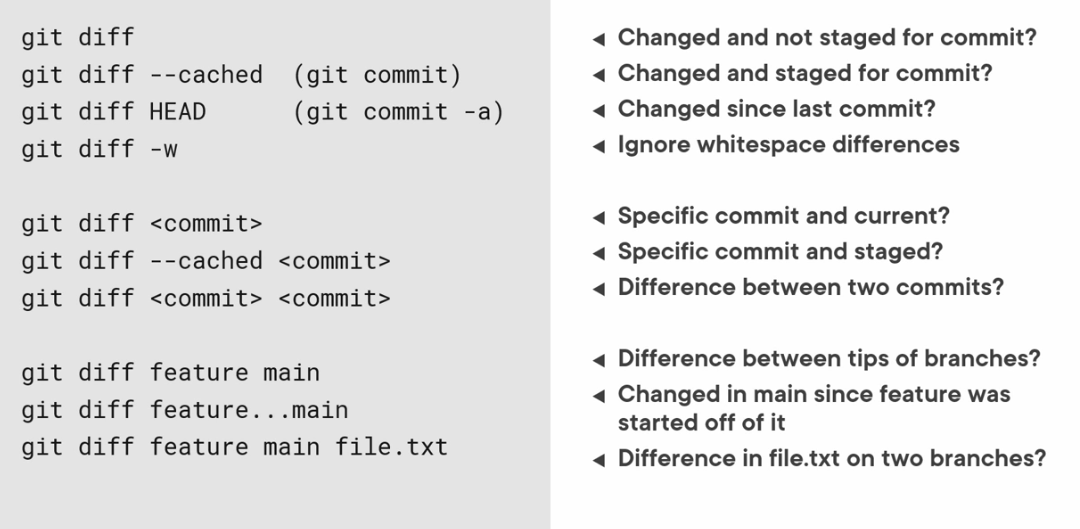 git diff
git diff --cached  (git commit)
git diff HEAD      (git commit -a)
git diff -w
git diff <commit>
git diff --cached <commit>
git diff <commit> <commit>
git diff feature main
git diff feature...main
git diff feature main file.txt
◄ Changed and not staged for commit?
◄ Changed and staged for commit?
◄ Changed since last commit?
◄ Ignore whitespace differences
◄ Specific commit and current?
◄ Specific commit and staged?
◄ Difference between two commits?
◄ Difference between tips of branches?
◄ Changed in main since feature was
started off of it
◄ Difference in file.txt on two branches?